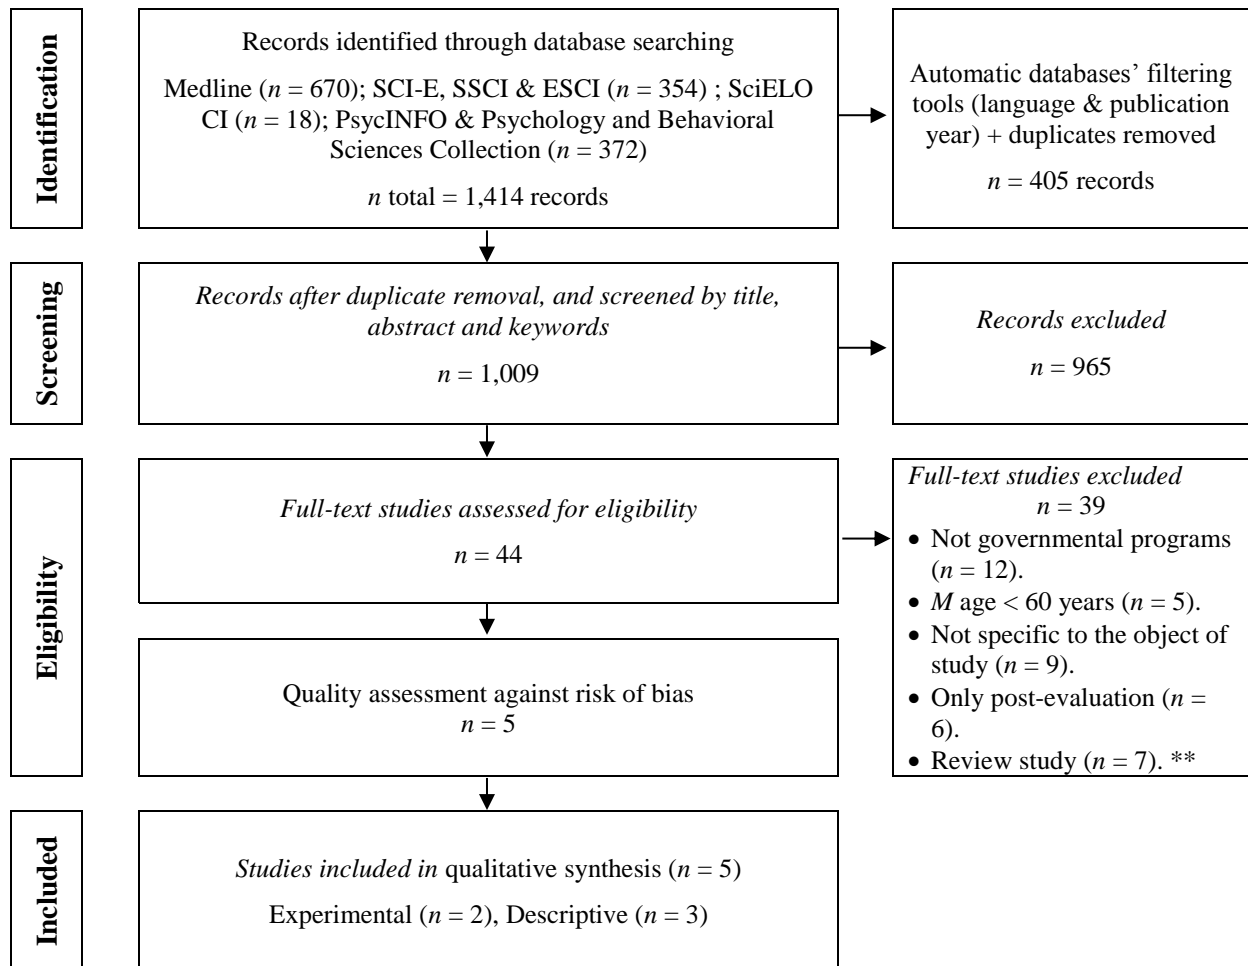 Identification
Records identified through database searching
Medline (n = 670); SCI-E, SSCI & ESCI (n = 354) ; SciELO
CI (n = 18); PsycINFO & Psychology and Behavioral
Sciences Collection (n = 372)
n total = 1,414 records
Automatic databases’ filtering
tools (language & publication
year) + duplicates removed
n = 405 records
Screening
Records after duplicate removal, and screened by title,
abstract and keywords
n = 1,009
Records excluded
n = 965
Eligibility
Full-text studies assessed for eligibility
n = 44
Full-text studies excluded
n = 39
• Not governmental programs
(n = 12).
• M age < 60 years (n = 5).
• Not specific to the object of
study (n = 9).
• Only post-evaluation (n =
6).
• Review study (n = 7). **
Quality assessment against risk of bias
n = 5
Included
Studies included in qualitative synthesis (n = 5)
Experimental (n = 2), Descriptive (n = 3)